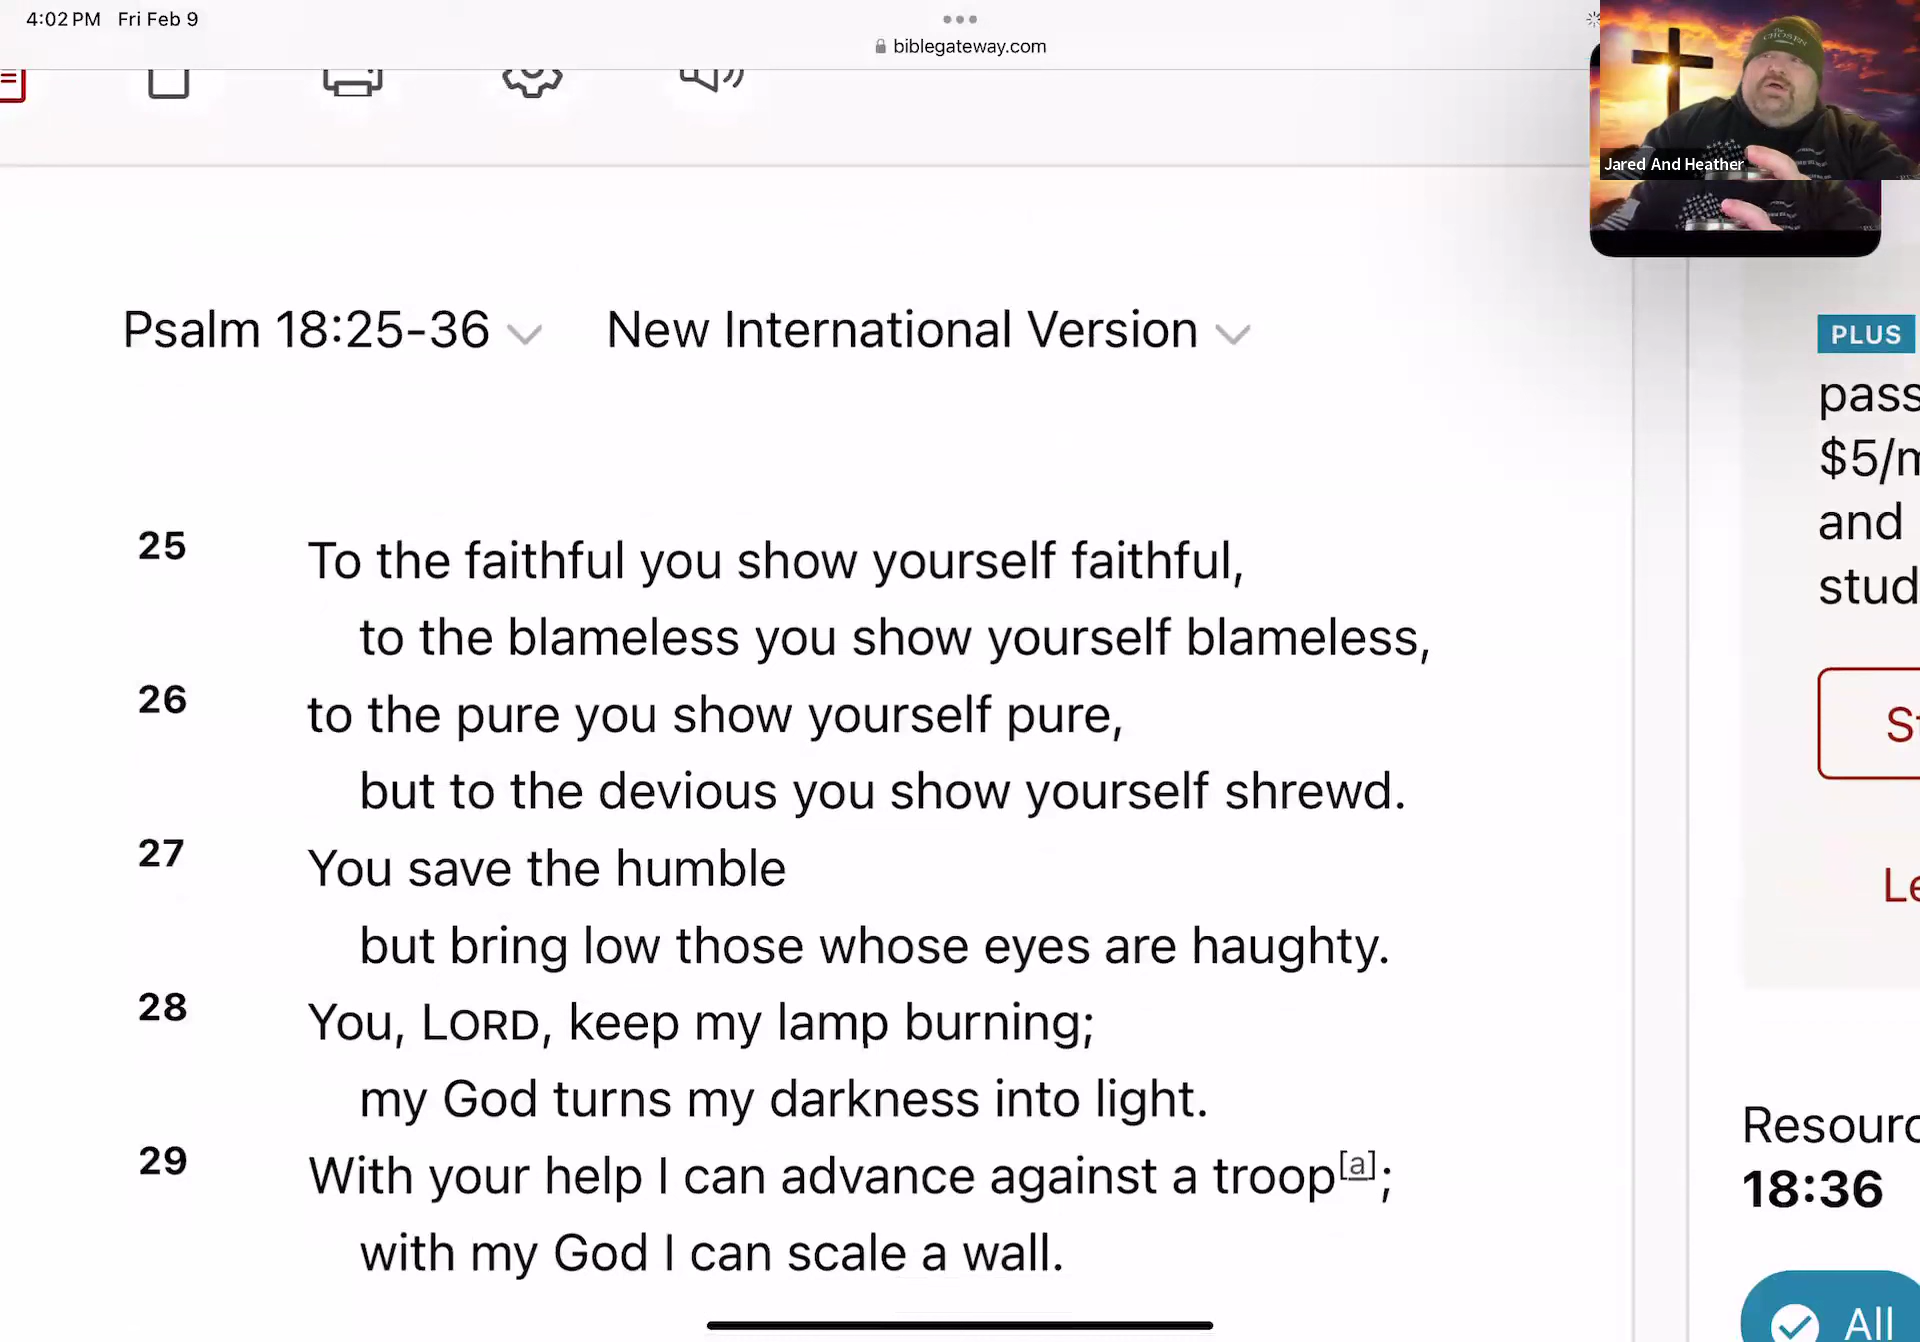 4:02 PM Fri Feb 9
biblegateway.com
CHOSEN
Jared And Heather
Psalm 18:25-36
New International Version
PLUS
pass
$5/m
and
stud
St
Le
25 To the faithful you show yourself faithful,
to the blameless you show yourself blameless,
26 to the pure you show yourself pure,
but to the devious you show yourself shrewd.
27 You save the humble
but bring low those whose eyes are haughty.
28 You, LORD, keep my lamp burning;
my God turns my darkness into light.
29 With your help I can advance against a troop[a];
with my God I can scale a wall.
Resourc
18:36
All